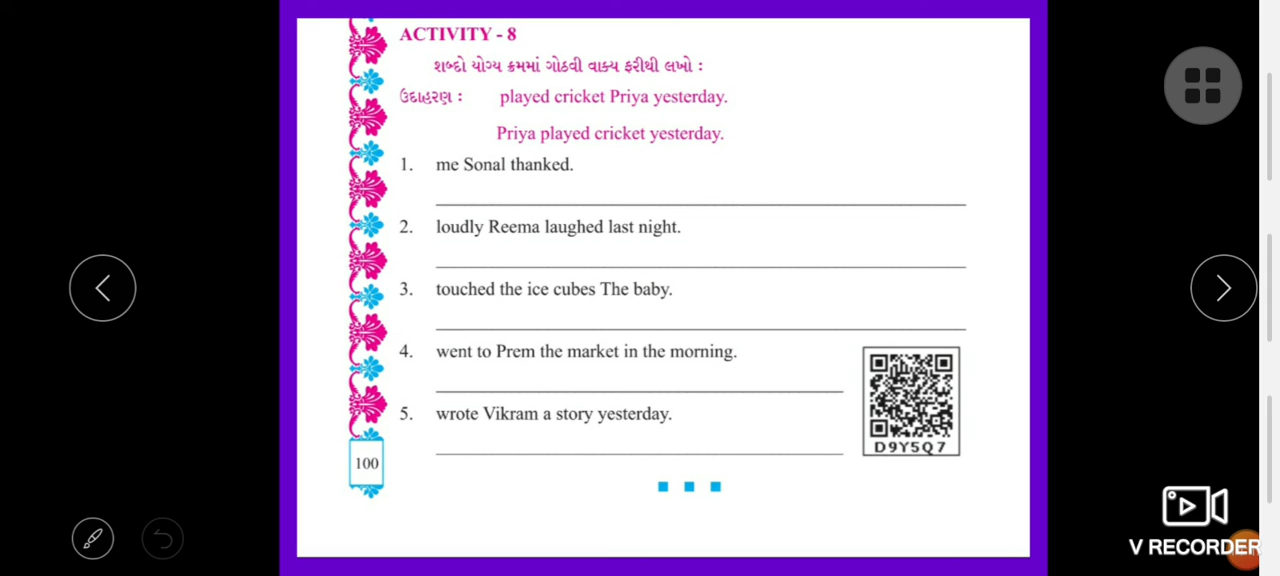 ACTIVITY - 8
શબ્દો યોગ્ય ક્રમમાં ગોઠવી વાક્ય ફરીથી લખો :
ઉદાહરણ : played cricket Priya yesterday.
Priya played cricket yesterday.
1. me Sonal thanked.
2. loudly Reema laughed last night.
3. touched the ice cubes The baby.
4. went to Prem the market in the morning.
5. wrote Vikram a story yesterday.
D9Y5Q7
100
V RECORDER